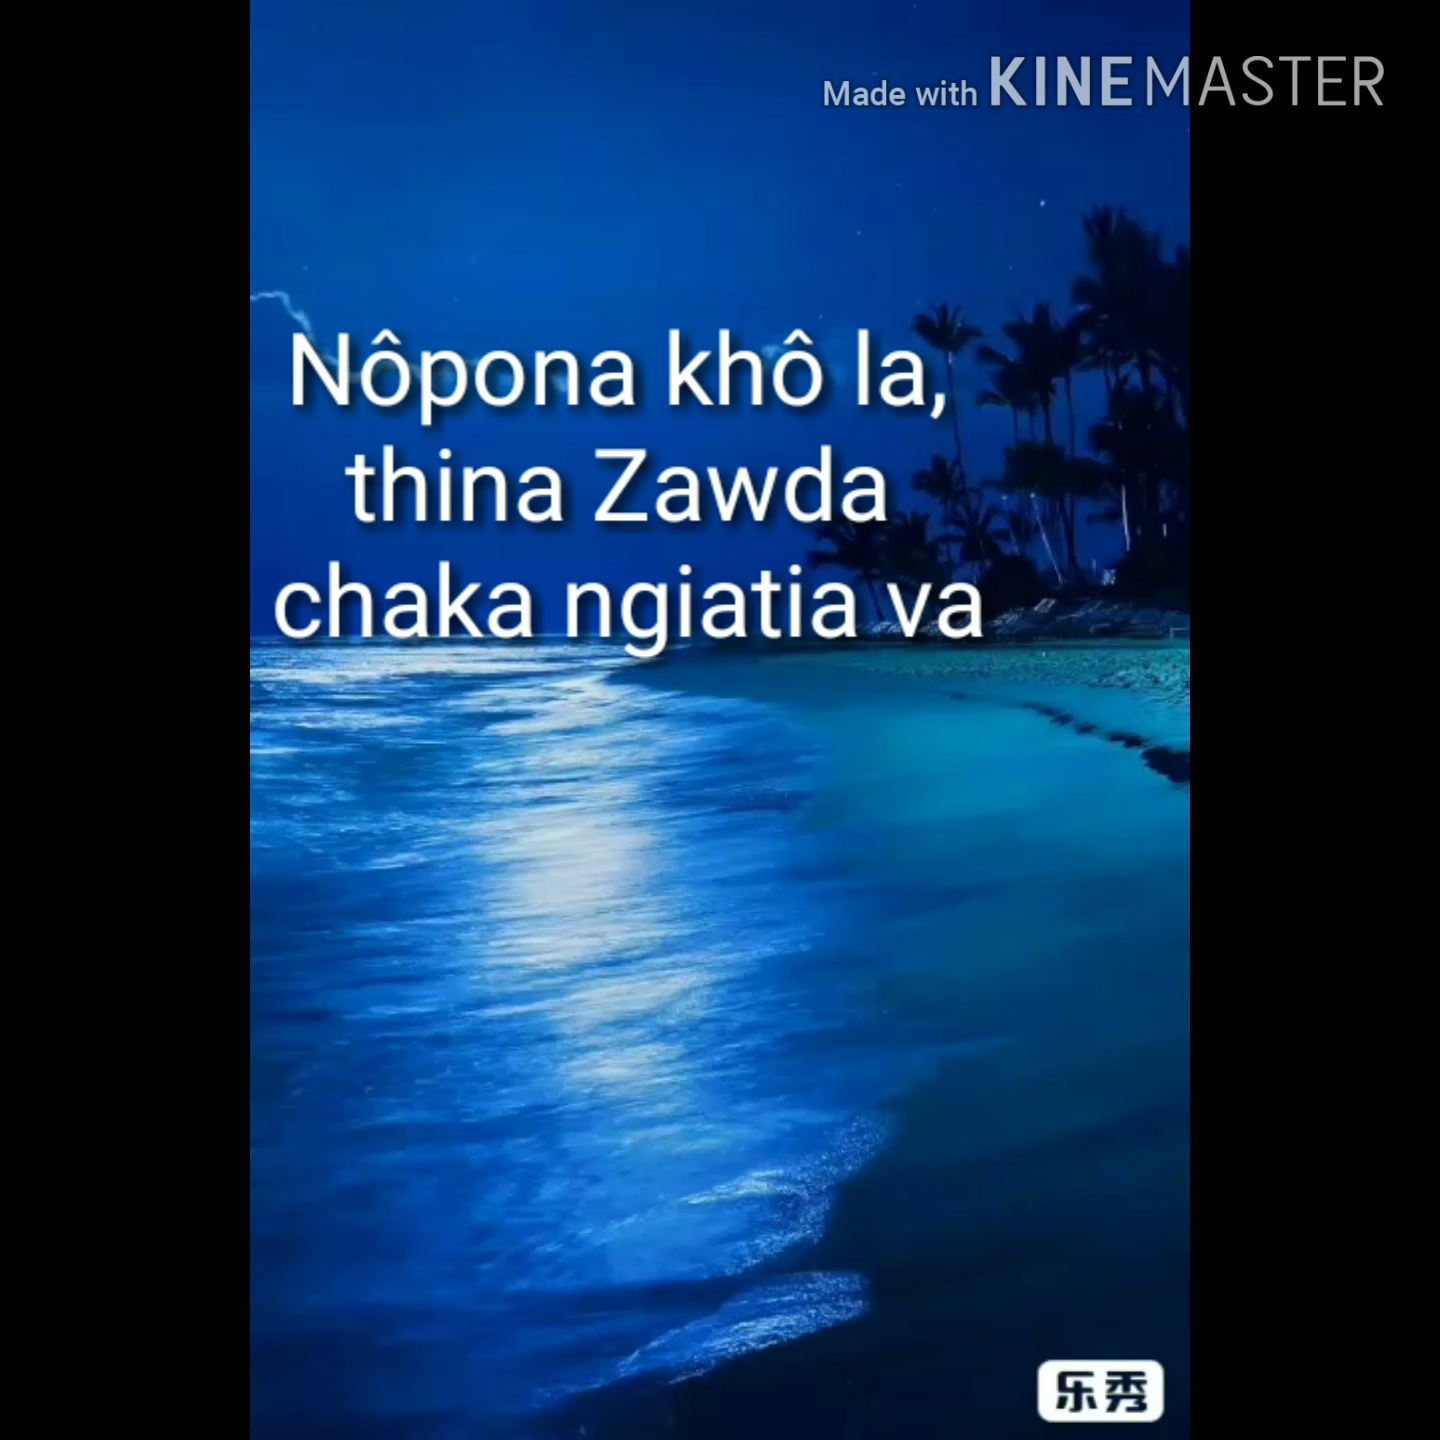 Made with KINEMASTER
Nôpona khô la,
thina Zawda
chaka ngiatia va
乐秀